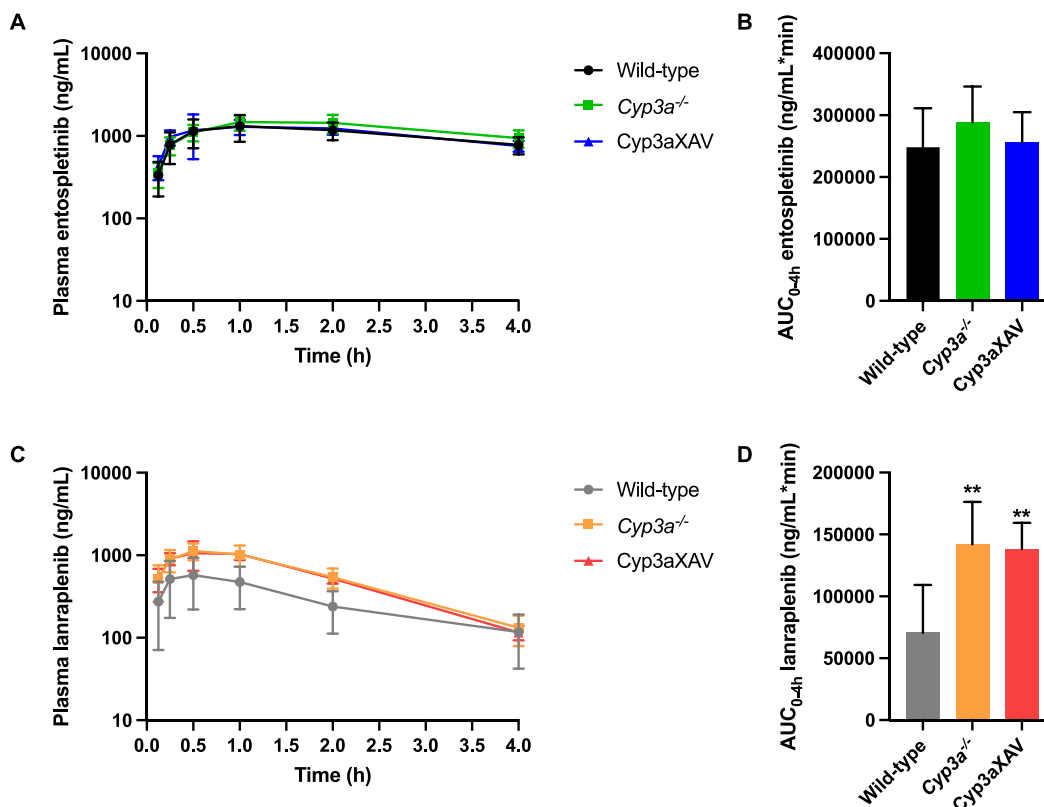 A
Plasma entospletinib (ng/mL)
10000
1000
100
10
0.0 0.5 1.0 1.5 2.0 2.5 3.0 3.5 4.0
Time (h)
Wild-type
Cyp3a-/-
Cyp3aXAV
B
AUC0-4h entospletinib (ng/mL*min)
400000
300000
200000
100000
0
Wild-type
Cyp3a-/-
Cyp3aXAV
C
Plasma lanraplenib (ng/mL)
10000
1000
100
10
0.0 0.5 1.0 1.5 2.0 2.5 3.0 3.5 4.0
Time (h)
Wild-type
Cyp3a-/-
Cyp3aXAV
D
AUC0-4h lanraplenib (ng/mL*min)
200000
150000
100000
50000
0
**
**
Wild-type
Cyp3a-/-
Cyp3aXAV